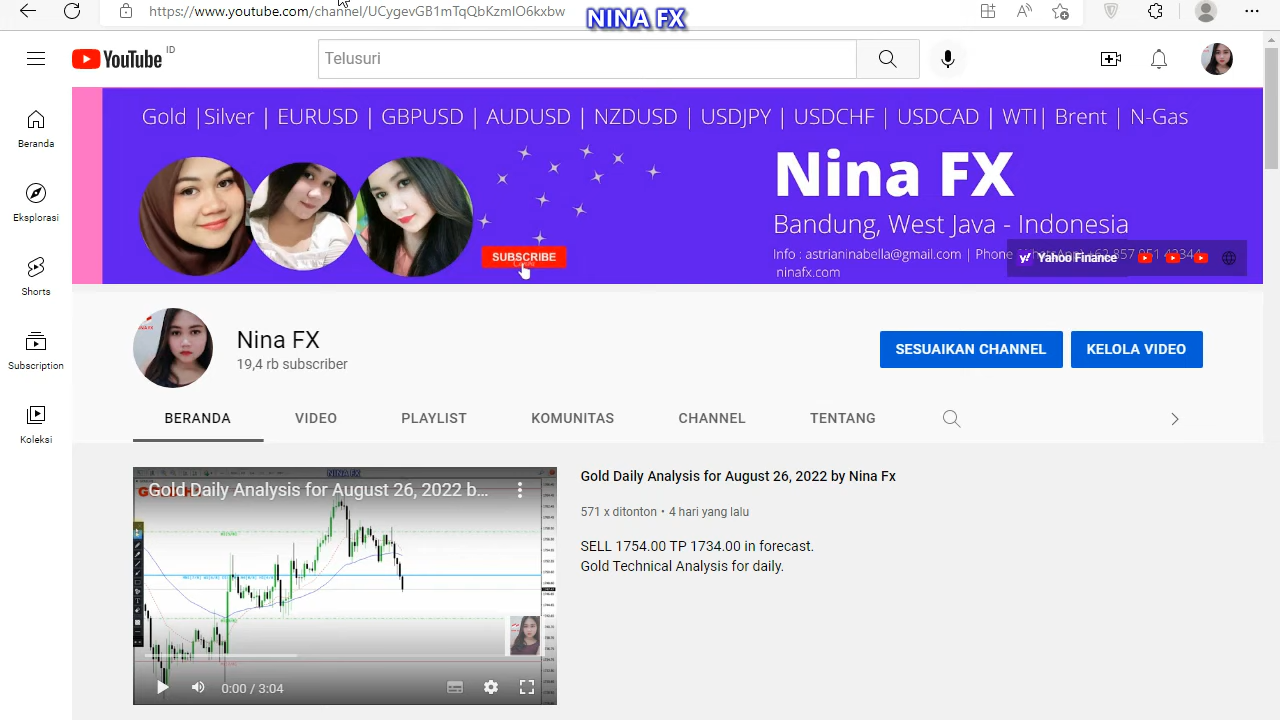 https://www.youtube.com/channel/UCygevGB1mTqQbKzmIO6kxbw
NINA FX
YouTube ID
Telusuri
Beranda
Eksplorasi
Shorts
Subscription
Koleksi
Gold |Silver | EURUSD | GBPUSD | AUDUSD | NZDUSD | USDJPY | USDCHF | USDCAD | WTI| Brent | N-Gas
Nina FX
Bandung, West Java - Indonesia
Info : astrianinabella@gmail.com | Phone
ninafx.com
Yahoo Finance
SUBSCRIBE
Nina FX
19,4 rb subscriber
SESUAIKAN CHANNEL
KELOLA VIDEO
BERANDA VIDEO PLAYLIST KOMUNITAS CHANNEL TENTANG
NINA FX
Gold Daily Analysis for August 26, 2022 b...
0:00 / 3:04
Gold Daily Analysis for August 26, 2022 by Nina Fx
571 x ditonton • 4 hari yang lalu
SELL 1754.00 TP 1734.00 in forecast.
Gold Technical Analysis for daily.